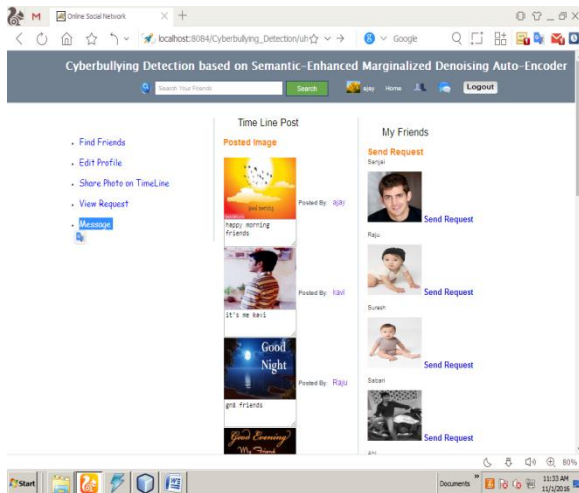 Online Social Network
localhost:8084/Cyberbullying_Detection/uh
Google
Cyberbullying Detection based on Semantic-Enhanced Marginalized Denoising Auto-Encoder
Search Your Friends
Search
ajay
Home
Logout
Find Friends
Edit Profile
Share Photo on TimeLine
View Request
Message
Time Line Post
Posted Image
Posted By: ajay
happy morning
friends
Posted By: kavi
it's me kavi
Good
Night
Posted By: Raju
gn8 friends
Good Evening
My Friend
My Friends
Send Request
Sanjai
Send Request
Raju
Send Request
Suresh
Send Request
Sabari
Send Request
80%
Start
Documents
11:33 AM
11/1/2016